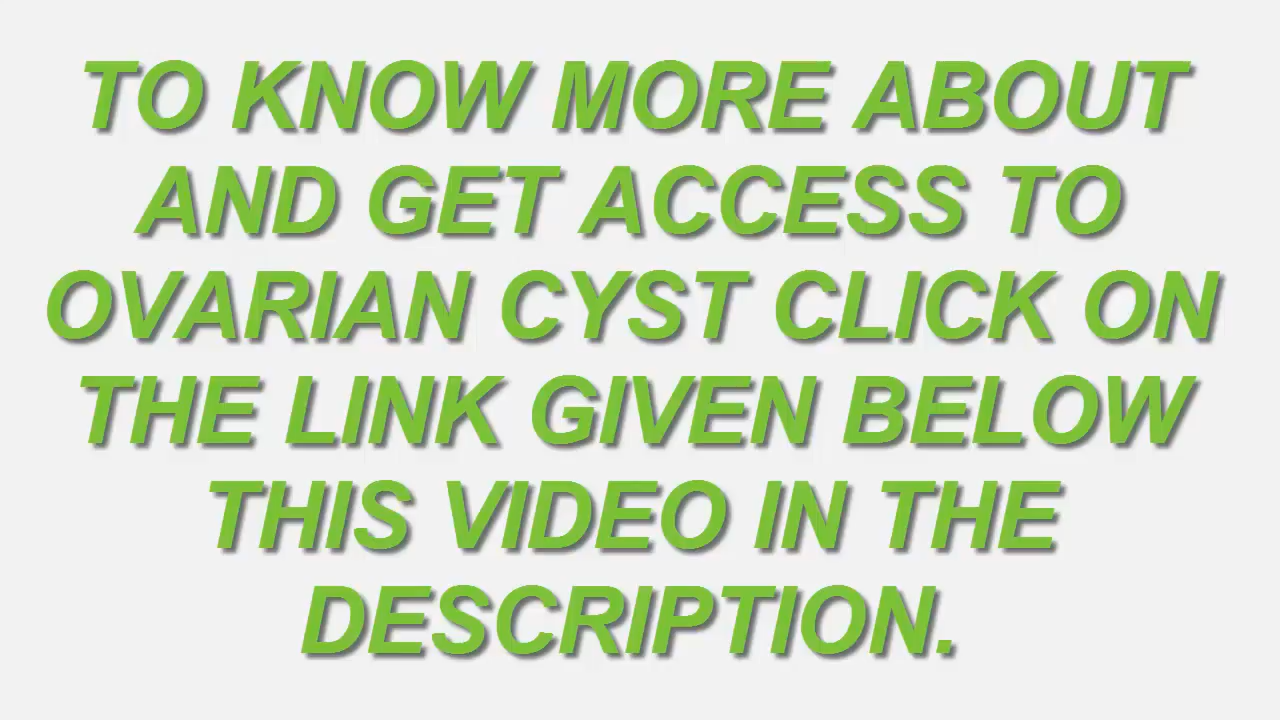 TO KNOW MORE ABOUT
AND GET ACCESS TO
OVARIAN CYST CLICK ON
THE LINK GIVEN BELOW
THIS VIDEO IN THE
DESCRIPTION.